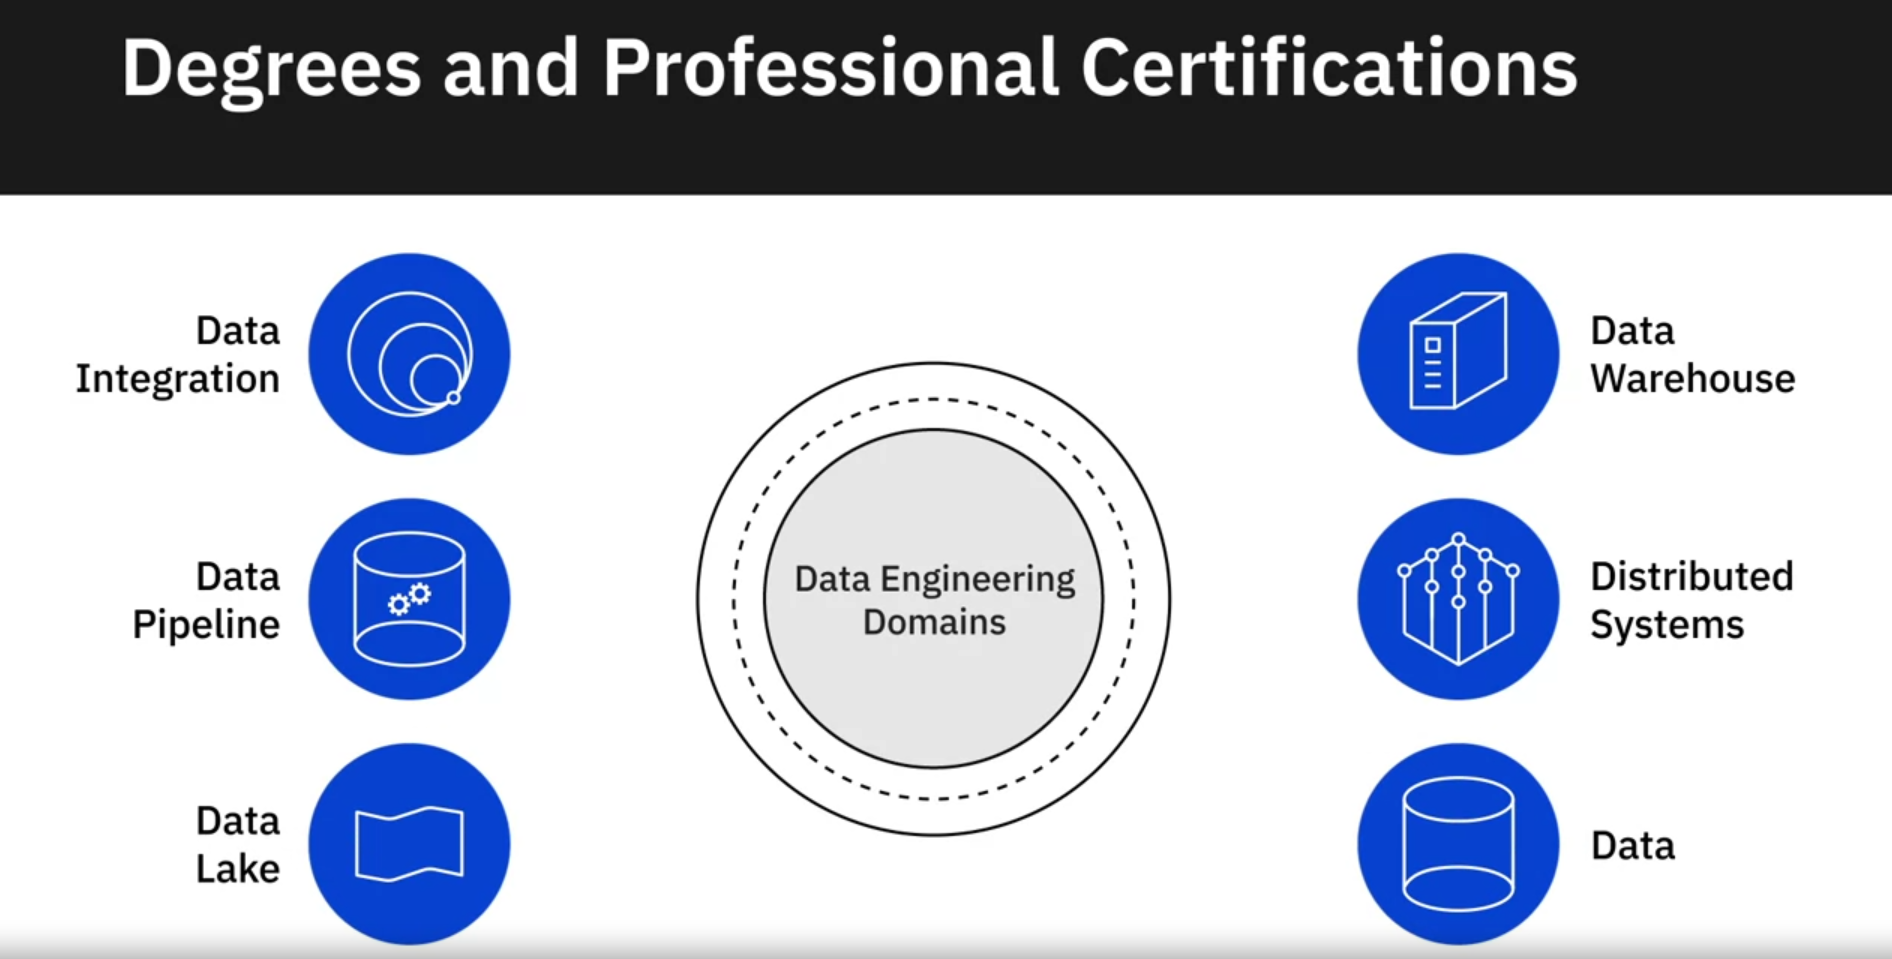 Degrees and Professional Certifications
Data
Integration
Data
Pipeline
Data
Lake
Data Engineering
Domains
Data
Warehouse
Distributed
Systems
Data